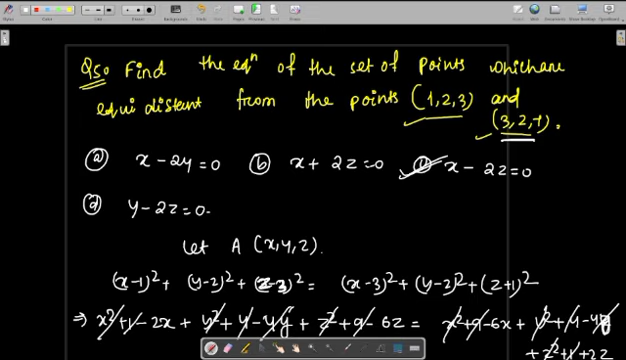 Q50 Find the eqn of the set of points which are
equidistant from the points (1,2,3) and
(3,2,-1).
(a) x-2y=0 (b) x+2z=0 (c) x-2z=0
(d) y-2z=0.
Let A (x,y,z).
(x-1)²+(y-2)²+(z-3)²=(x-3)²+(y-2)²+(z+1)²
⇒ x²+1-2x+y²+4-4y+z²+9-6z = x²+9-6x+y²+4-4y
+z²+1+2z